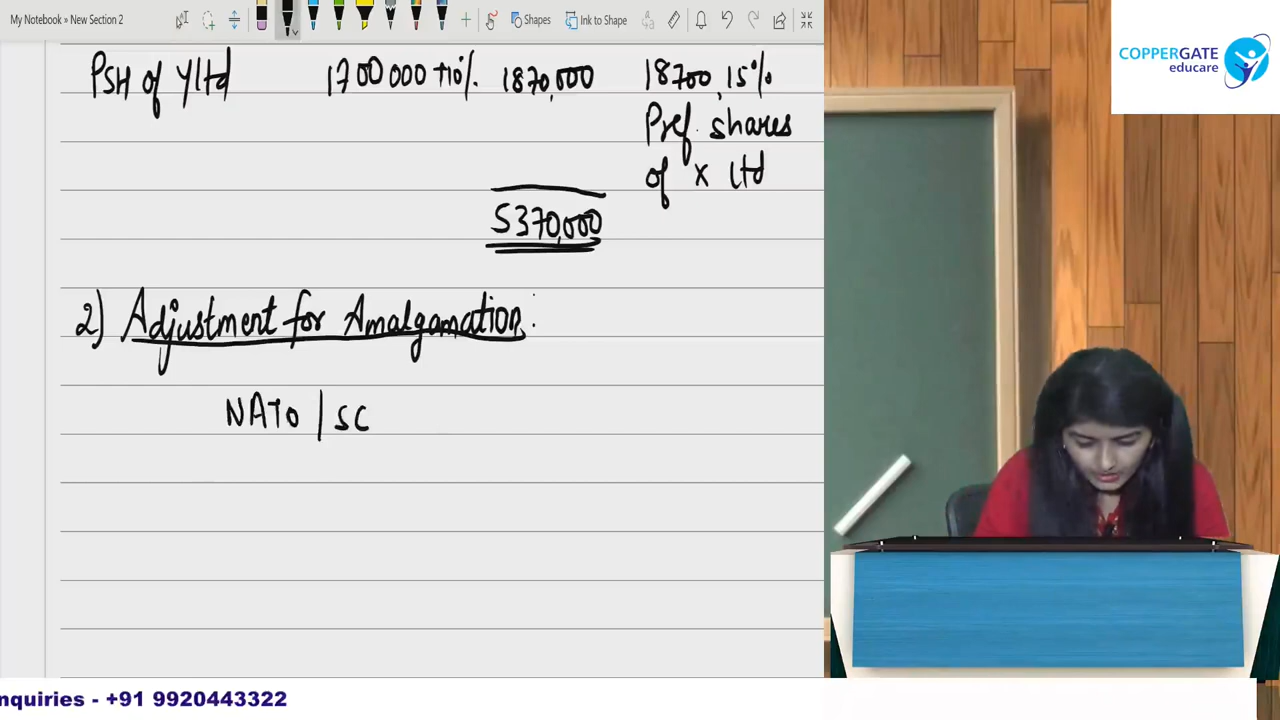 My Notebook » New Section 2
Shapes
Ink to Shape
COPPERGATE
educare
PSH of Y Ltd 1700000 +10% 1870,000 18700, 15%
Pref. shares
of X Ltd
5370,000
2) Adjustment for Amalgamation:
NATO | SC
nquiries - +91 9920443322